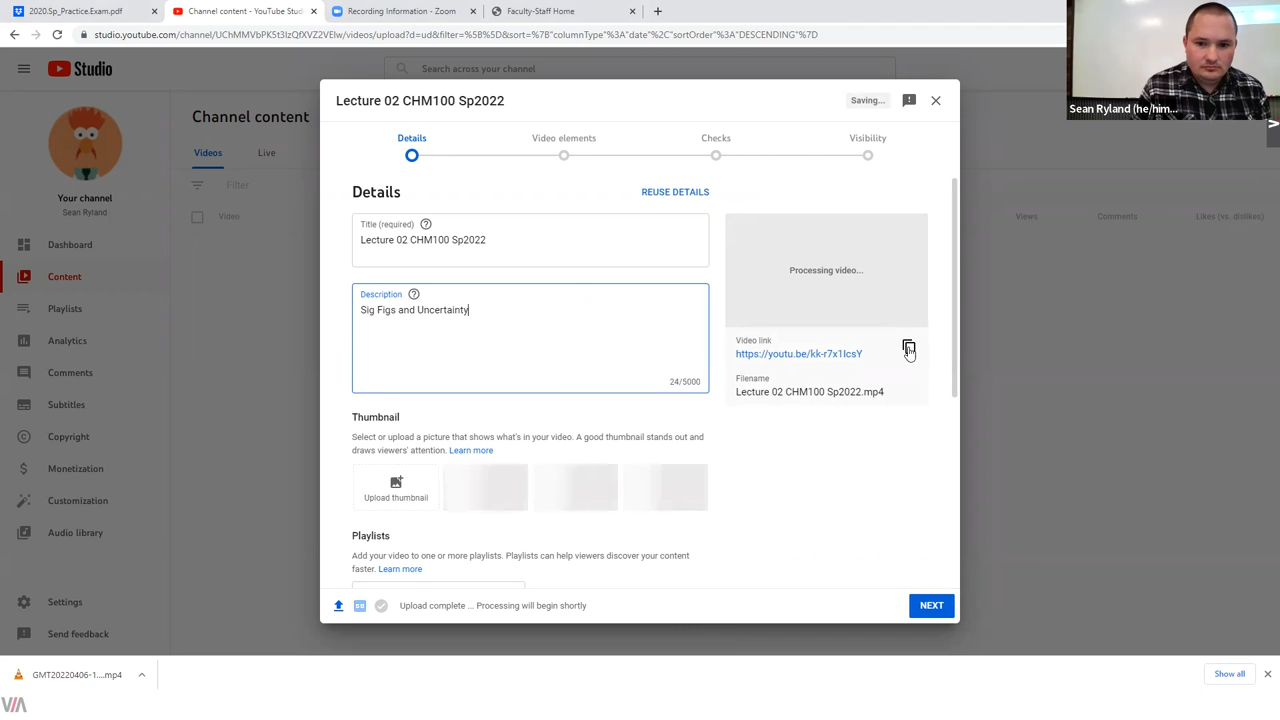 2020.Sp_Practice.Exam.pdf
Channel content - YouTube Stud
Recording Information - Zoom
Faculty-Staff Home
studio.youtube.com/channel/UChMMVbPK5t3IzQfXVZ2VElw/videos/upload?d=ud&filter=%5B%5D&sort=%7B"columnType"%3A"date"%2C"sortOrder"%3A"DESCENDING"%7D
Studio
Search across your channel
Sean Ryland (he/him...
Your channel
Sean Ryland
Dashboard
Content
Playlists
Analytics
Comments
Subtitles
Copyright
Monetization
Customization
Audio library
Settings
Send feedback
Channel content
Videos
Live
Filter
Video
Views
Comments
Likes (vs. dislikes)
Lecture 02 CHM100 Sp2022
Saving...
Details
Video elements
Checks
Visibility
Details
REUSE DETAILS
Title (required)
Lecture 02 CHM100 Sp2022
Description
Sig Figs and Uncertainty
24/5000
Processing video...
Video link
https://youtu.be/kk-r7x1IcsY
Filename
Lecture 02 CHM100 Sp2022.mp4
Thumbnail
Select or upload a picture that shows what's in your video. A good thumbnail stands out and
draws viewers' attention. Learn more
Upload thumbnail
Playlists
Add your video to one or more playlists. Playlists can help viewers discover your content
faster. Learn more
Upload complete ... Processing will begin shortly
NEXT
GMT20220406-1....mp4
Show all
VIA